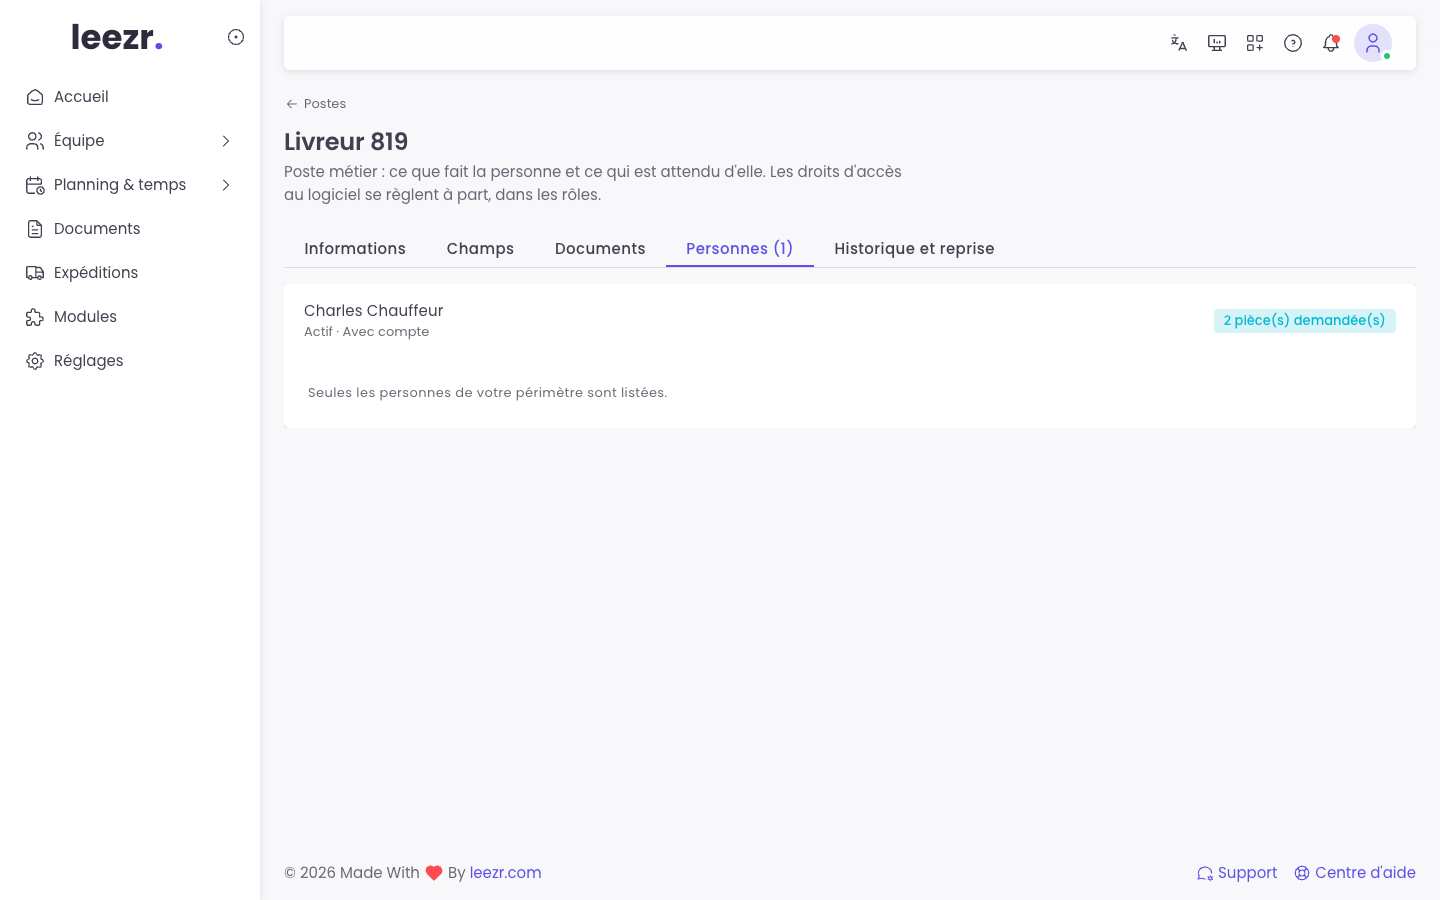 leezr.
Accueil
Équipe
Planning & temps
Documents
Expéditions
Modules
Réglages
Postes
Livreur 819
Poste métier : ce que fait la personne et ce qui est attendu d'elle. Les droits d'accès
au logiciel se règlent à part, dans les rôles.
Informations
Champs
Documents
Personnes (1)
Historique et reprise
Charles Chauffeur
Actif · Avec compte
2 pièce(s) demandée(s)
Seules les personnes de votre périmètre sont listées.
© 2026 Made With By leezr.com
Support
Centre d'aide